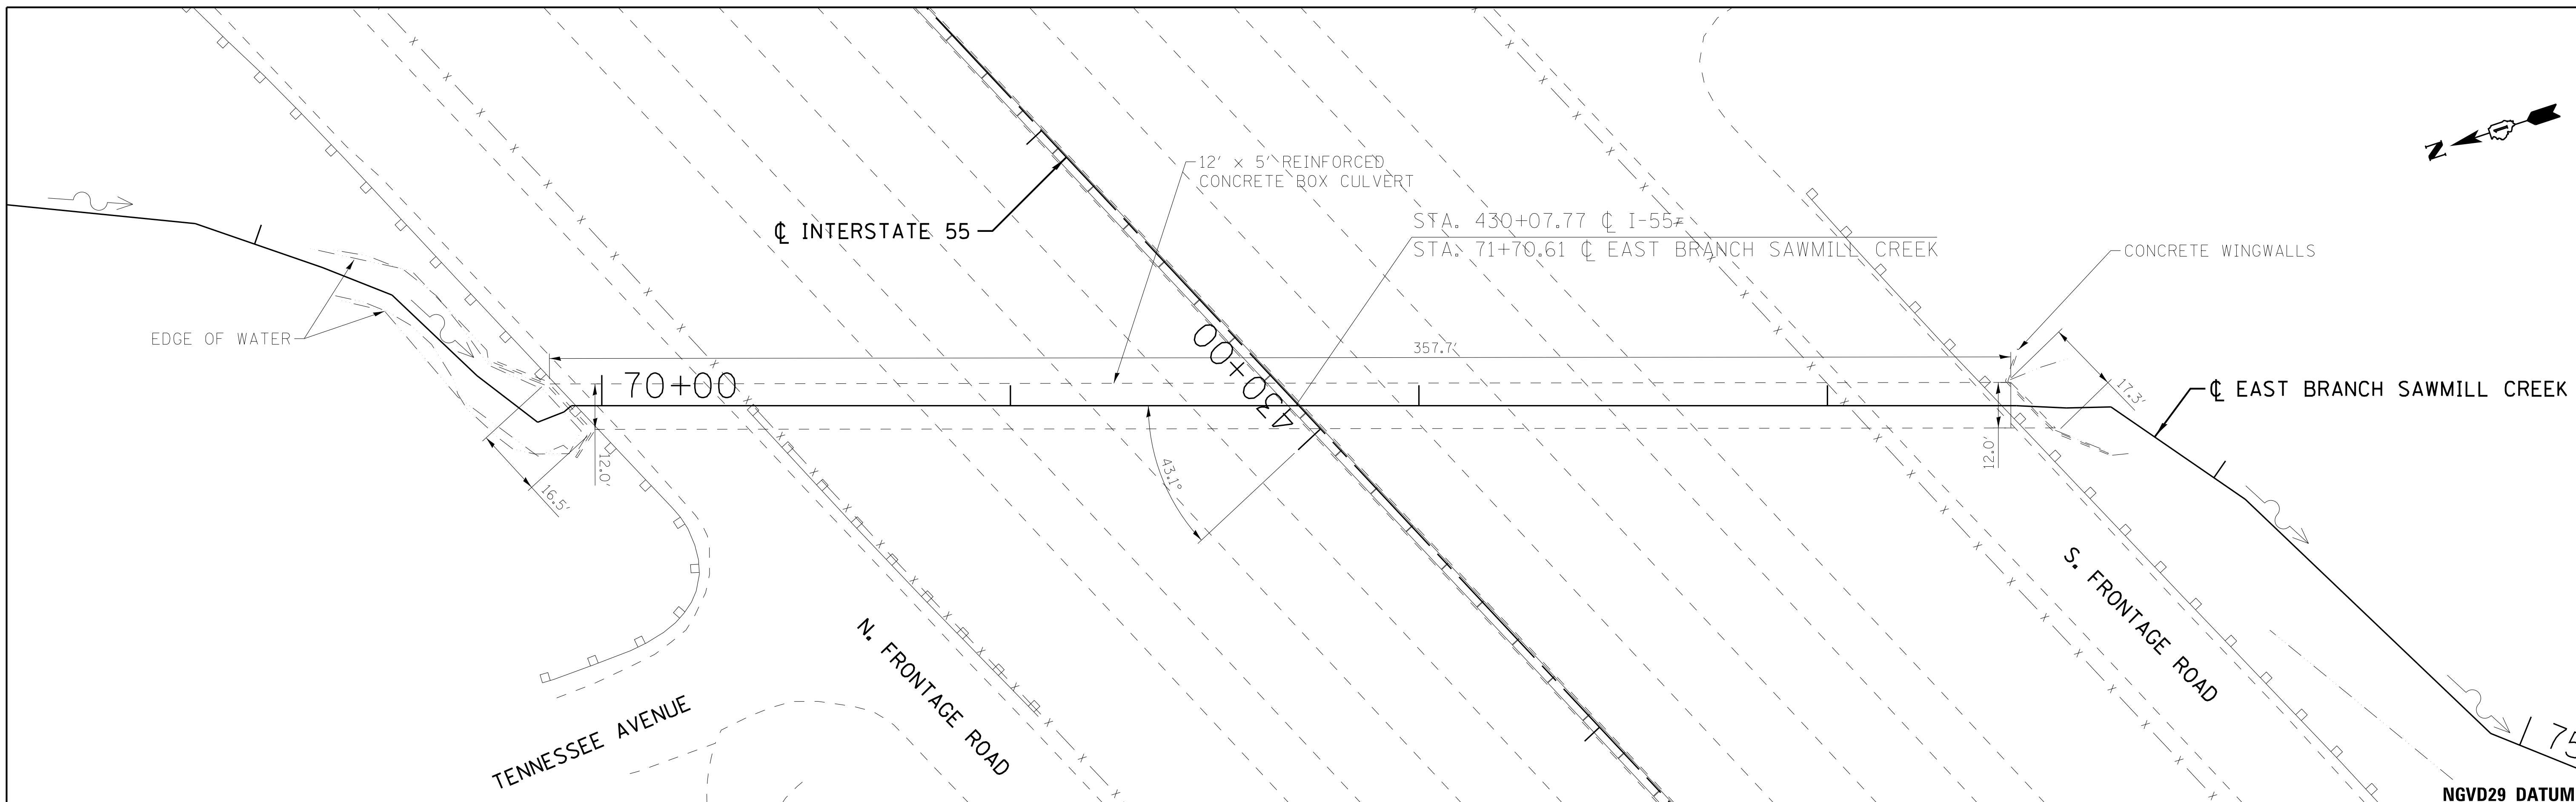 12' x 5' REINFORCED
CONCRETE BOX CULVERT
N
℄ INTERSTATE 55
STA. 430+07.77 ℄ I-55=
STA. 71+70.61 ℄ EAST BRANCH SAWMILL CREEK
CONCRETE WINGWALLS
EDGE OF WATER
357.7'
430+00
70+00
17.3'
℄ EAST BRANCH SAWMILL CREEK
12.0'
12.0'
43.1°
16.5'
S. FRONTAGE ROAD
N. FRONTAGE ROAD
TENNESSEE AVENUE
75
NGVD29 DATUM